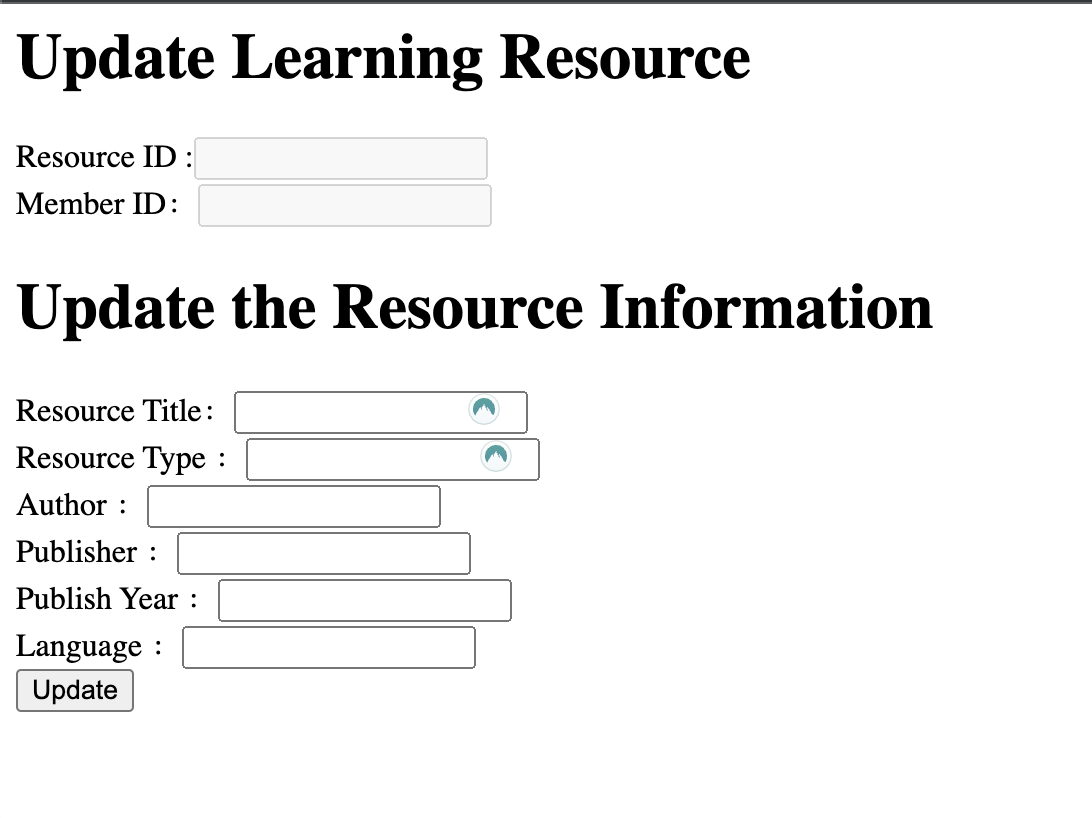 Update Learning Resource
Resource ID :
Member ID：
Update the Resource Information
Resource Title：
Resource Type ：
Author ：
Publisher ：
Publish Year ：
Language ：
Update